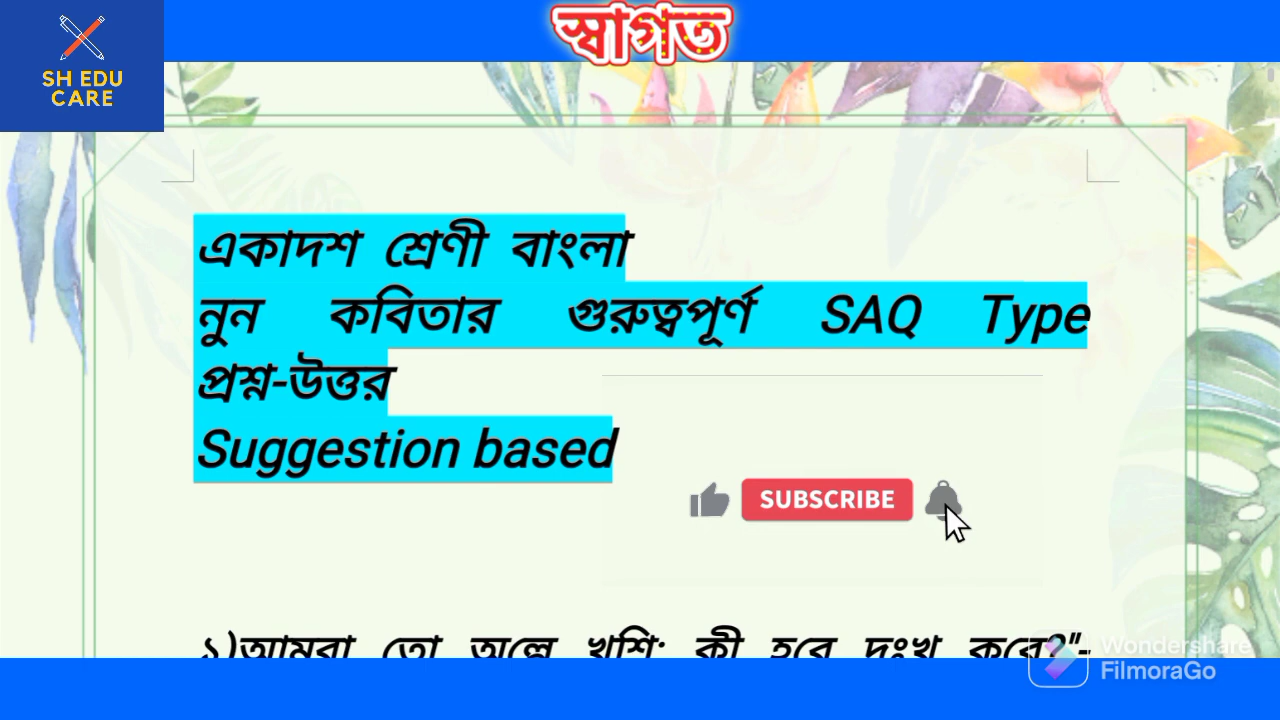 স্বাগত
SH EDU
CARE
একাদশ শ্রেণী বাংলা
নুন কবিতার গুরুত্বপূর্ণ SAQ Type
প্রশ্ন-উত্তর
Suggestion based
SUBSCRIBE
১)আমরা তো অল্পে খুশি; কী হবে দুঃখ করে?"-
Wondershare
FilmoraGo